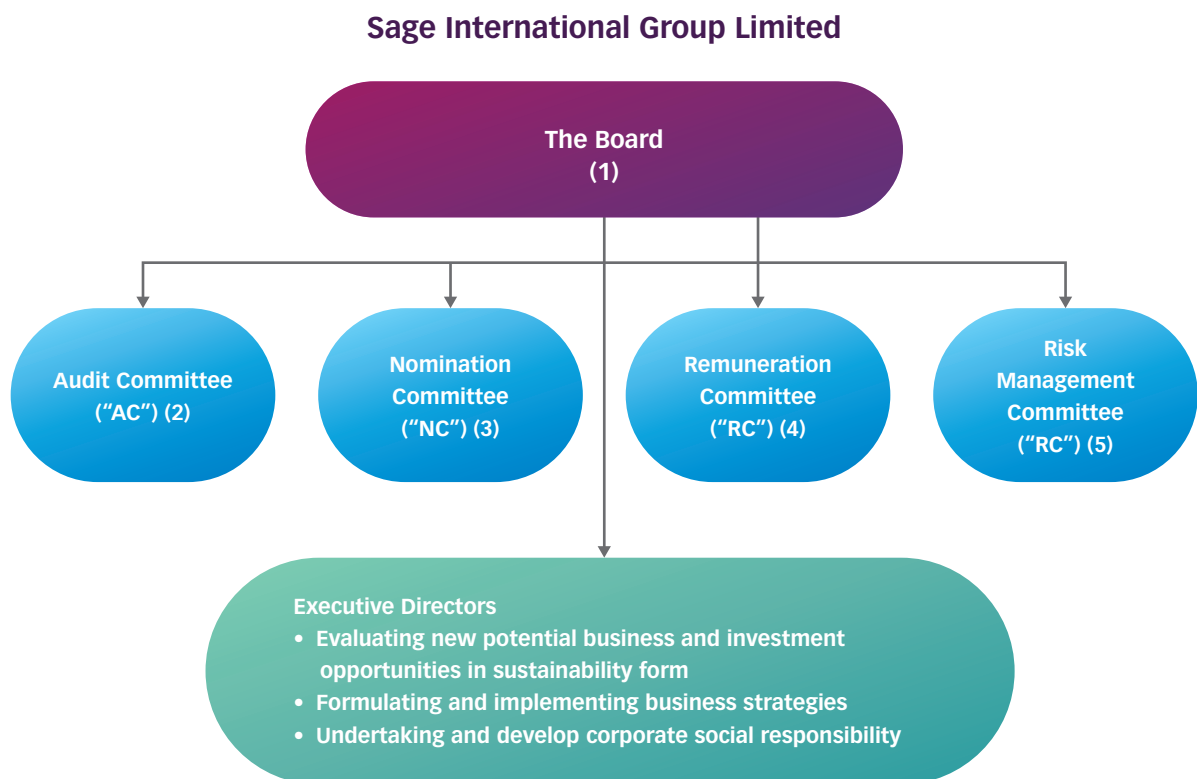 Sage International Group Limited
The Board
(1)
Audit Committee
(“AC”) (2)
Nomination
Committee
(“NC”) (3)
Remuneration
Committee
(“RC”) (4)
Risk
Management
Committee
(“RC”) (5)
Executive Directors
• Evaluating new potential business and investment
opportunities in sustainability form
• Formulating and implementing business strategies
• Undertaking and develop corporate social responsibility